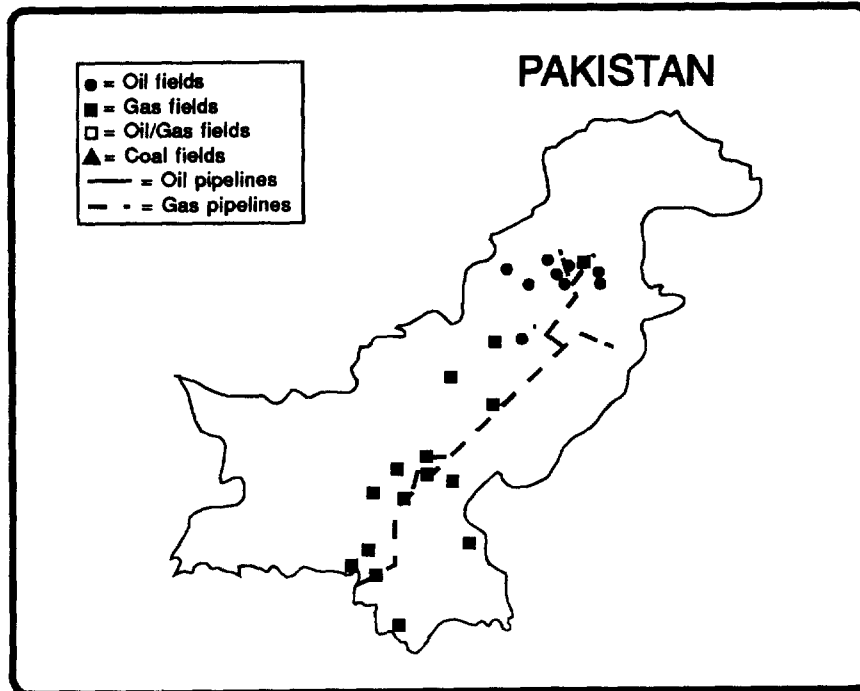 PAKISTAN
● = Oil fields
■ = Gas fields
□ = Oil/Gas fields
▲ = Coal fields
—— = Oil pipelines
– – = Gas pipelines